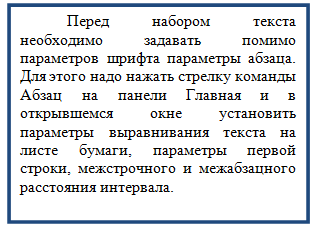 Перед набором текста
необходимо задавать помимо
параметров шрифта параметры абзаца.
Для этого надо нажать стрелку команды
Абзац на панели Главная и в
открывшемся окне установить
параметры выравнивания текста на
листе бумаги, параметры первой
строки, межстрочного и межабзацного
расстояния интервала.